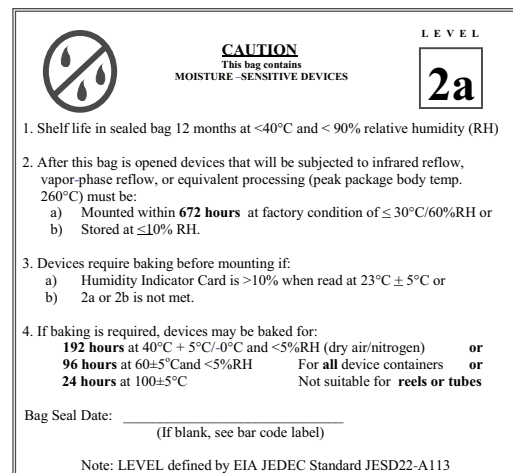 LEVEL
CAUTION
This bag contains
MOISTURE –SENSITIVE DEVICES
2a
1. Shelf life in sealed bag 12 months at <40°C and < 90% relative humidity (RH)
2. After this bag is opened devices that will be subjected to infrared reflow,
vapor-phase reflow, or equivalent processing (peak package body temp.
260°C) must be:
a) Mounted within 672 hours at factory condition of ≤ 30°C/60%RH or
b) Stored at ≤10% RH.
3. Devices require baking before mounting if:
a) Humidity Indicator Card is >10% when read at 23°C ± 5°C or
b) 2a or 2b is not met.
4. If baking is required, devices may be baked for:
192 hours at 40°C + 5°C/-0°C and <5%RH (dry air/nitrogen) or
96 hours at 60±5°Cand <5%RH For all device containers or
24 hours at 100±5°C Not suitable for reels or tubes
Bag Seal Date: ______________________________
(If blank, see bar code label)
Note: LEVEL defined by EIA JEDEC Standard JESD22-A113